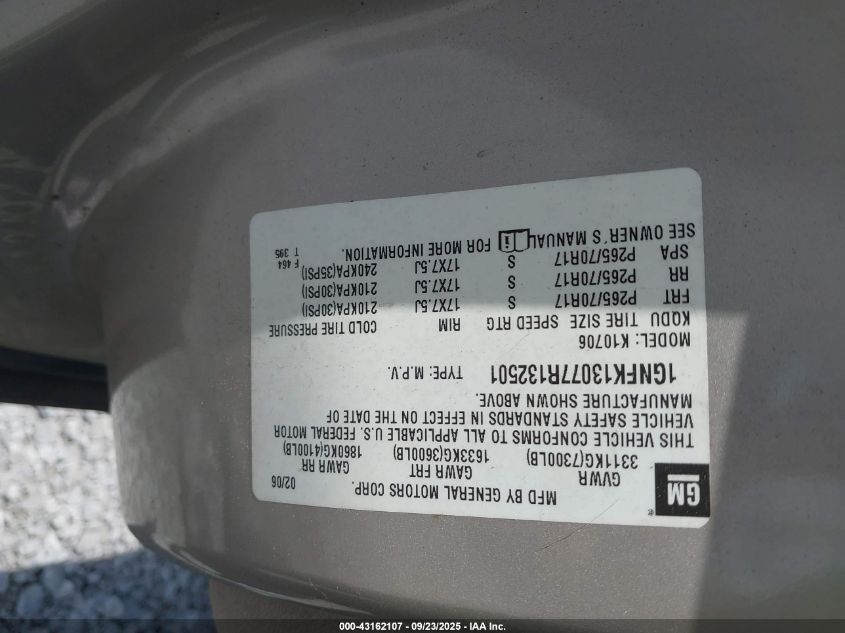 MFD BY GENERAL MOTORS CORP. 02/06
GM ®
GVWR GAWR FRT GAWR RR
3311KG(7300LB) 1633KG(3600LB) 1860KG(4100LB)
THIS VEHICLE CONFORMS TO ALL APPLICABLE U.S. FEDERAL MOTOR
VEHICLE SAFETY STANDARDS IN EFFECT ON THE DATE OF
MANUFACTURE SHOWN ABOVE.
1GNFK13077R132501 TYPE: M.P.V.
MODEL: K10706
KQDU TIRE SIZE SPEED RTG RIM COLD TIRE PRESSURE
FRT P265/70R17 S 17X7.5J 210KPA(30PSI)
RR P265/70R17 S 17X7.5J 210KPA(30PSI)
SPA P265/70R17 S 17X7.5J 240KPA(35PSI) F 464
SEE OWNER'S MANUAL i FOR MORE INFORMATION. T 395
000-43162107 - 09/23/2025 - IAA Inc.